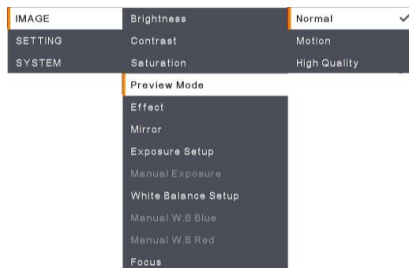 IMAGE
SETTING
SYSTEM
Brightness
Contrast
Saturation
Preview Mode
Effect
Mirror
Exposure Setup
Manual Exposure
White Balance Setup
Manual W.B Blue
Manual W.B Red
Focus
Normal
Motion
High Quality